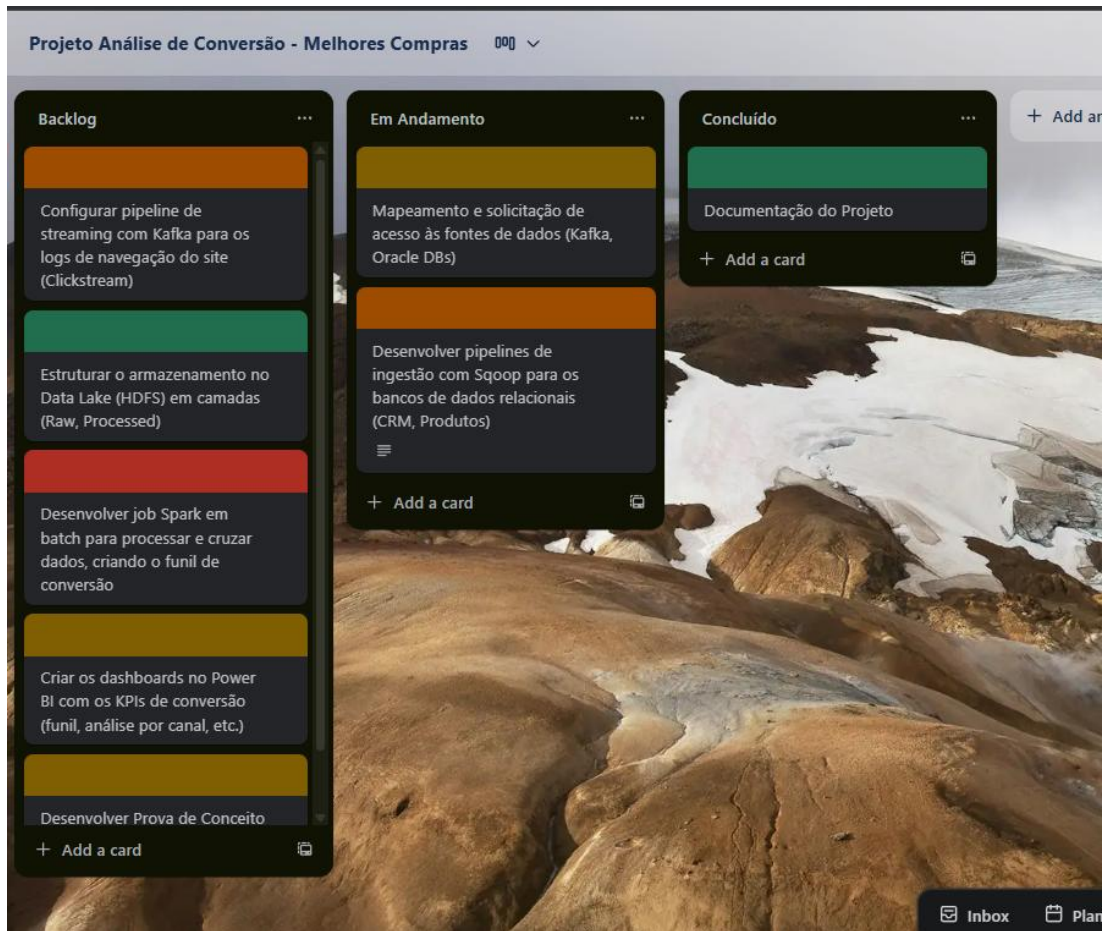 Projeto Análise de Conversão - Melhores Compras
Backlog
Configurar pipeline de
streaming com Kafka para os
logs de navegação do site
(Clickstream)
Estruturar o armazenamento no
Data Lake (HDFS) em camadas
(Raw, Processed)
Desenvolver job Spark em
batch para processar e cruzar
dados, criando o funil de
conversão
Criar os dashboards no Power
BI com os KPIs de conversão
(funil, análise por canal, etc.)
Desenvolver Prova de Conceito
+ Add a card
Em Andamento
Mapeamento e solicitação de
acesso às fontes de dados (Kafka,
Oracle DBs)
Desenvolver pipelines de
ingestão com Sqoop para os
bancos de dados relacionais
(CRM, Produtos)
+ Add a card
Concluído
Documentação do Projeto
+ Add a card
+ Add an
Inbox
Plan